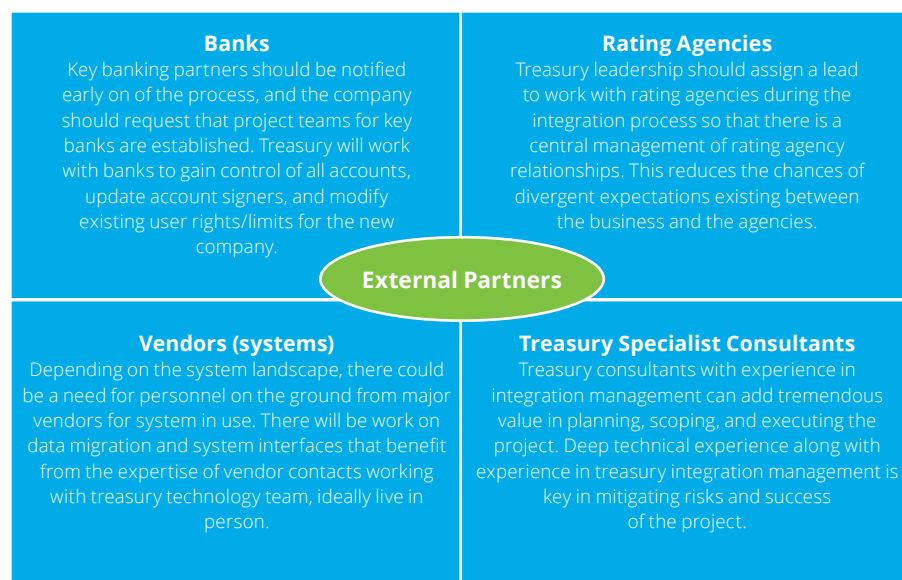 Banks
Key banking partners should be notified
early on of the process, and the company
should request that project teams for key
banks are established. Treasury will work
with banks to gain control of all accounts,
update account signers, and modify
existing user rights/limits for the new
company.
Rating Agencies
Treasury leadership should assign a lead
to work with rating agencies during the
integration process so that there is a
central management of rating agency
relationships. This reduces the chances of
divergent expectations existing between
the business and the agencies.
External Partners
Vendors (systems)
Depending on the system landscape, there could
be a need for personnel on the ground from major
vendors for system in use. There will be work on
data migration and system interfaces that benefit
from the expertise of vendor contacts working
with treasury technology team, ideally live in
person.
Treasury Specialist Consultants
Treasury consultants with experience in
integration management can add tremendous
value in planning, scoping, and executing the
project. Deep technical experience along with
experience in treasury integration management is
key in mitigating risks and success
of the project.